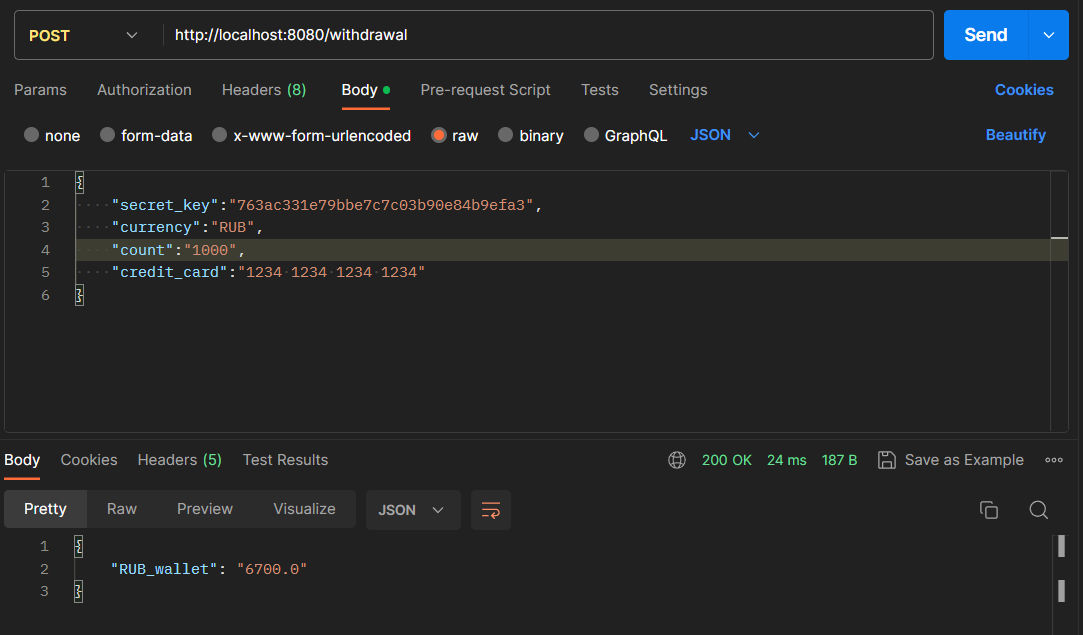 POST http://localhost:8080/withdrawal Send
Params Authorization Headers (8) Body Pre-request Script Tests Settings Cookies
none form-data x-www-form-urlencoded raw binary GraphQL JSON Beautify
1 {
2 "secret_key":"763ac331e79bbe7c7c03b90e84b9efa3",
3 "currency":"RUB",
4 "count":"1000",
5 "credit_card":"1234 1234 1234 1234"
6 }
Body Cookies Headers (5) Test Results 200 OK 24 ms 187 B Save as Example
Pretty Raw Preview Visualize JSON
1 {
2 "RUB_wallet": "6700.0"
3 }